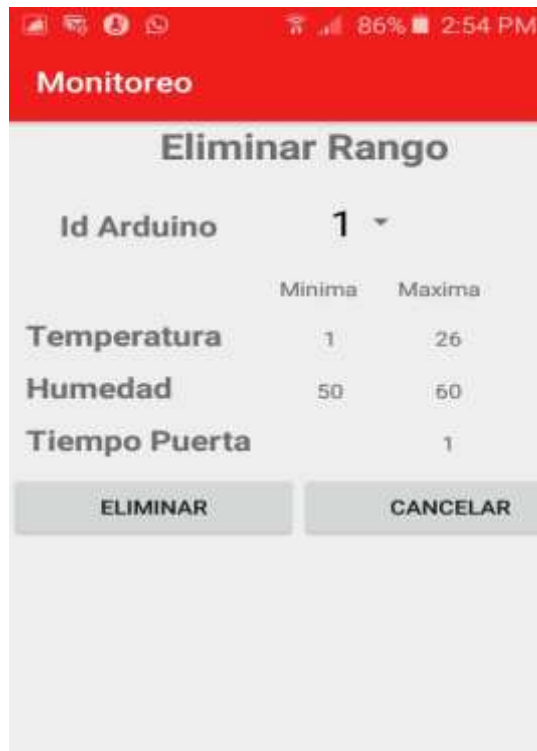 86% 2:54 PM
Monitoreo
Eliminar Rango
Id Arduino 1
Minima Maxima
Temperatura 1 26
Humedad 50 60
Tiempo Puerta 1
ELIMINAR CANCELAR